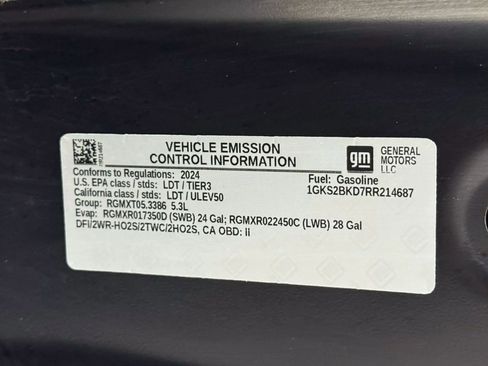 VEHICLE EMISSION
CONTROL INFORMATION
gm
GENERAL
MOTORS
LLC
Conforms to Regulations: 2024
Fuel: Gasoline
U.S. EPA class / stds: LDT / TIER3
1GKS2BKD7RR214687
California class / stds: LDT / ULEV50
Group: RGMXT05.3386 5.3L
Evap: RGMXR017350D (SWB) 24 Gal; RGMXR022450C (LWB) 28 Gal
DFI/2WR-HO2S/2TWC/2HO2S, CA OBD: ii